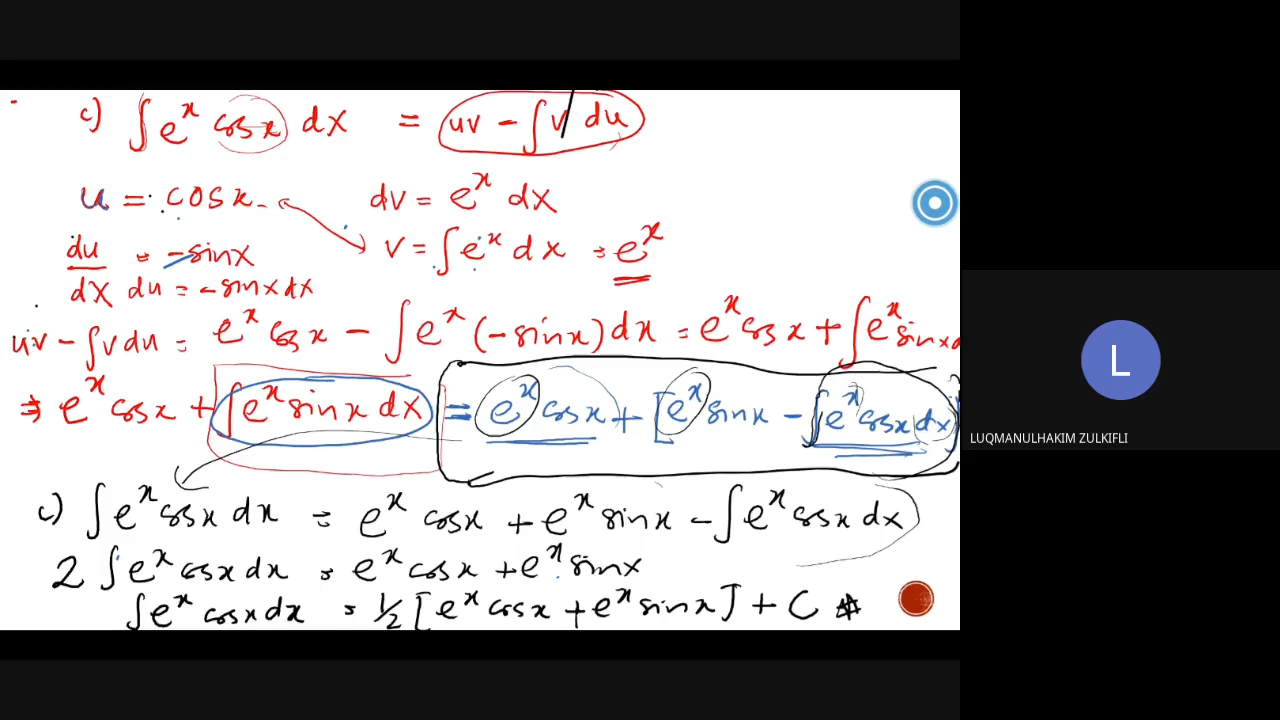 c) ∫ e^x cos x dx = uv - ∫ v du
u = cos x dv = e^x dx
du/dx = -sin x v = ∫ e^x dx = e^x
du = -sin x dx
uv - ∫ v du = e^x cos x - ∫ e^x (-sin x) dx = e^x cos x + ∫ e^x sin x d
⇒ e^x cos x + ∫ e^x sin x dx = e^x cos x + [e^x sin x - ∫ e^x cos x dx]
c) ∫ e^x cos x dx = e^x cos x + e^x sin x - ∫ e^x cos x dx
2 ∫ e^x cos x dx = e^x cos x + e^x sin x
∫ e^x cos x dx = 1/2 [e^x cos x + e^x sin x] + C #
L
LUQMANULHAKIM ZULKIFLI